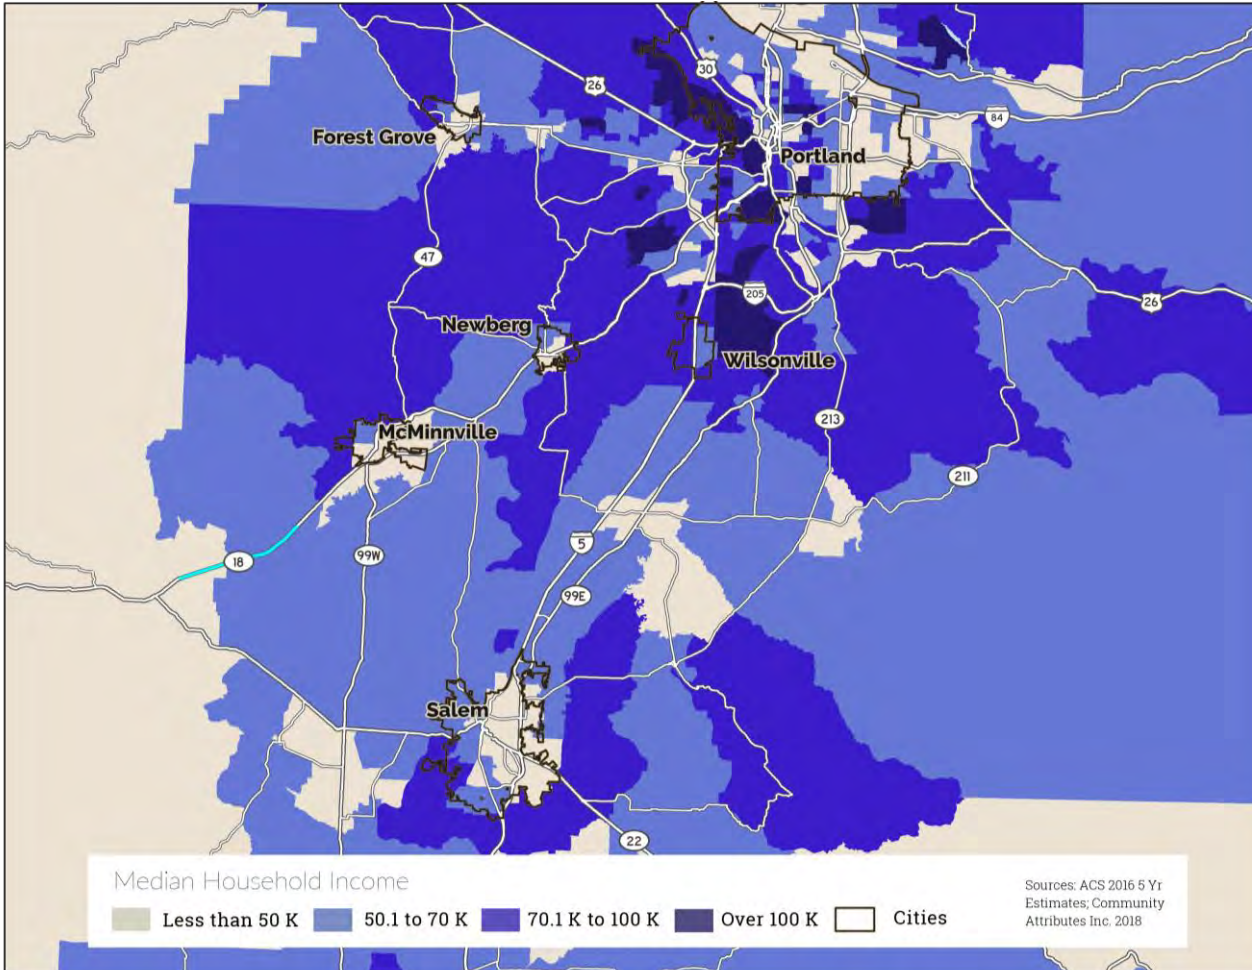 30
26
84
Forest Grove
Portland
47
205
26
Newberg
Wilsonville
213
McMinnville
211
5
18
99W
99E
Salem
22
Median Household Income
Less than 50 K
50.1 to 70 K
70.1 K to 100 K
Over 100 K
Cities
Sources: ACS 2016 5 Yr
Estimates; Community
Attributes Inc. 2018